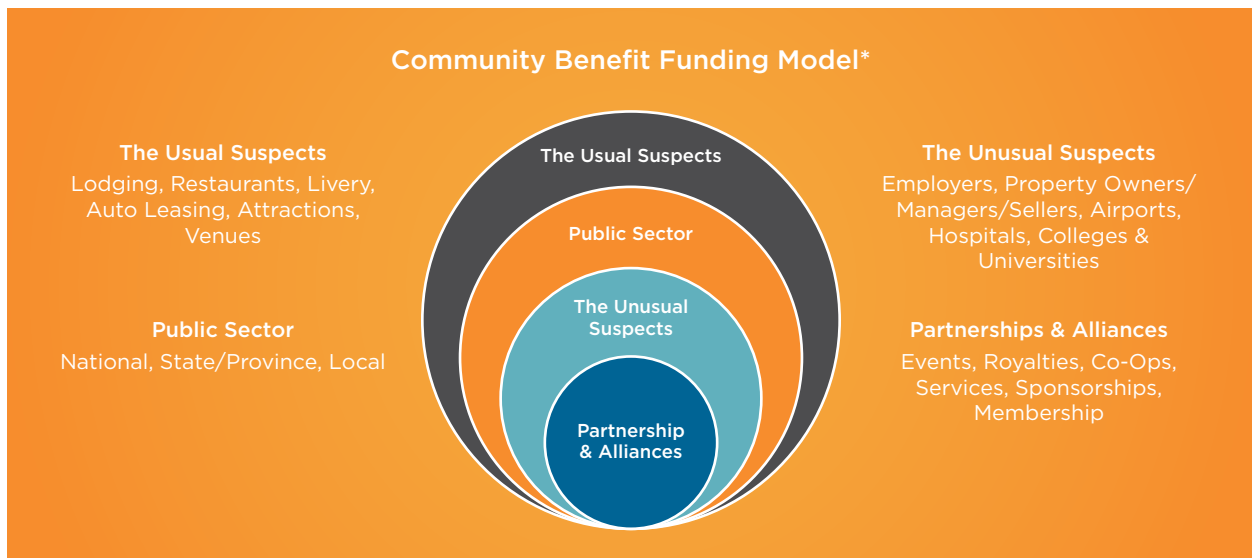 Community Benefit Funding Model*
The Usual Suspects
Lodging, Restaurants, Livery,
Auto Leasing, Attractions,
Venues
Public Sector
National, State/Province, Local
The Usual Suspects
Public Sector
The Unusual
Suspects
Partnership
& Alliances
The Unusual Suspects
Employers, Property Owners/
Managers/Sellers, Airports,
Hospitals, Colleges &
Universities
Partnerships & Alliances
Events, Royalties, Co-Ops,
Services, Sponsorships,
Membership